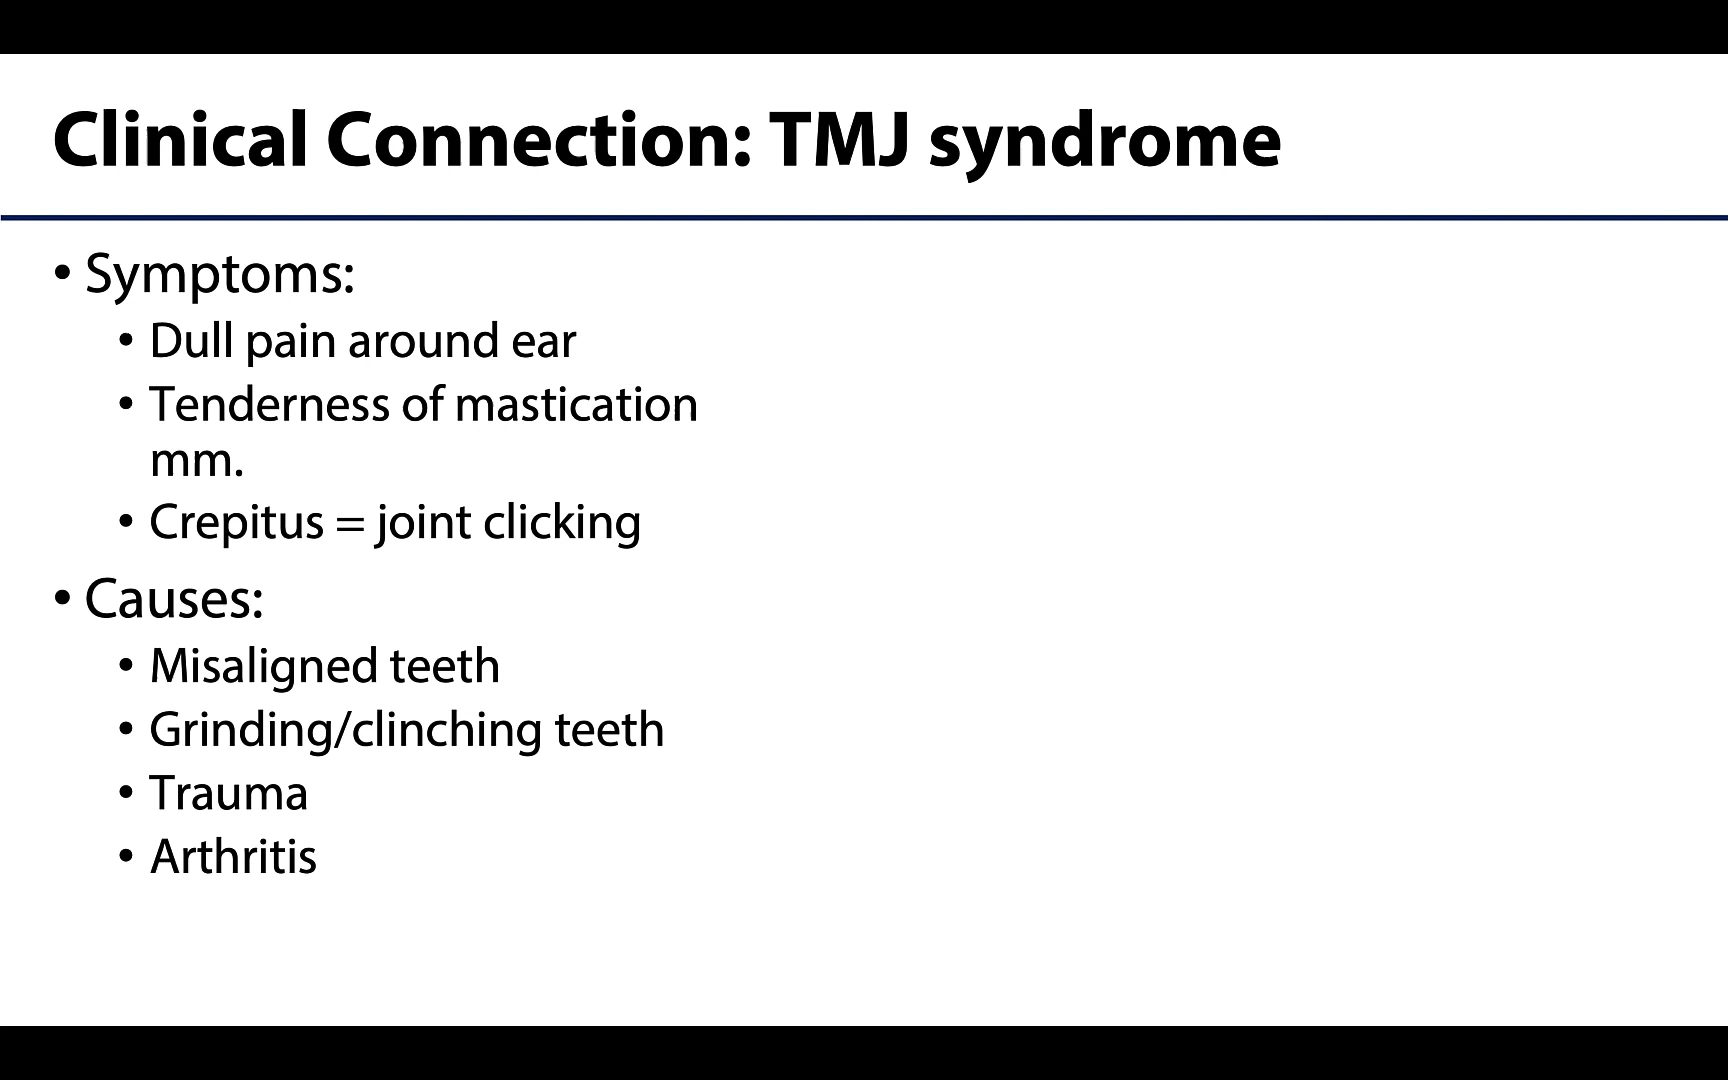 Clinical Connection: TMJ syndrome
• Symptoms:
• Dull pain around ear
• Tenderness of mastication
mm.
• Crepitus = joint clicking
• Causes:
• Misaligned teeth
• Grinding/clinching teeth
• Trauma
• Arthritis